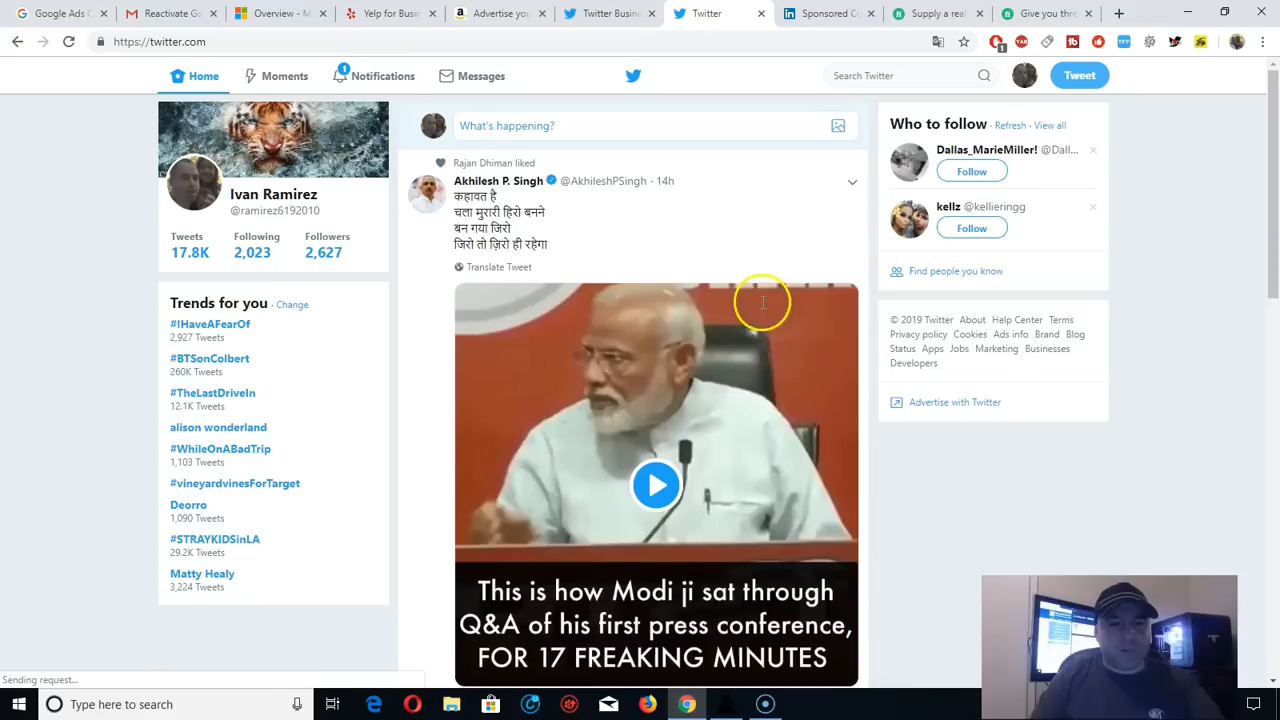 Google Ads C
Reactivate Go
Overview - M
Yelp for Busin
Advertise you
Twitter Busine
Twitter
Sponsored Co
Supply a real
Give you thre
https://twitter.com
Home
Moments
1
Notifications
Messages
Search Twitter
Tweet
Ivan Ramirez
@ramirez6192010
Tweets Following Followers
17.8K 2,023 2,627
Trends for you · Change
#IHaveAFearOf
2,927 Tweets
#BTSonColbert
260K Tweets
#TheLastDriveIn
12.1K Tweets
alison wonderland
#WhileOnABadTrip
1,103 Tweets
#vineyardvinesForTarget
Deorro
1,090 Tweets
#STRAYKIDSinLA
29.2K Tweets
Matty Healy
3,224 Tweets
What's happening?
Rajan Dhiman liked
Akhilesh P. Singh @AkhileshPSingh · 14h
कहावत है
चला मुरारी हिरो बनने
बन गया जिरो
जिरो तो ज़िरो ही रहेगा
Translate Tweet
This is how Modi ji sat through
Q&A of his first press conference,
FOR 17 FREAKING MINUTES
Who to follow · Refresh · View all
Dallas_MarieMiller! @Dall...
Follow
kellz @kellieringg
Follow
Find people you know
© 2019 Twitter About Help Center Terms
Privacy policy Cookies Ads info Brand Blog
Status Apps Jobs Marketing Businesses
Developers
Advertise with Twitter
Sending request...
Type here to search